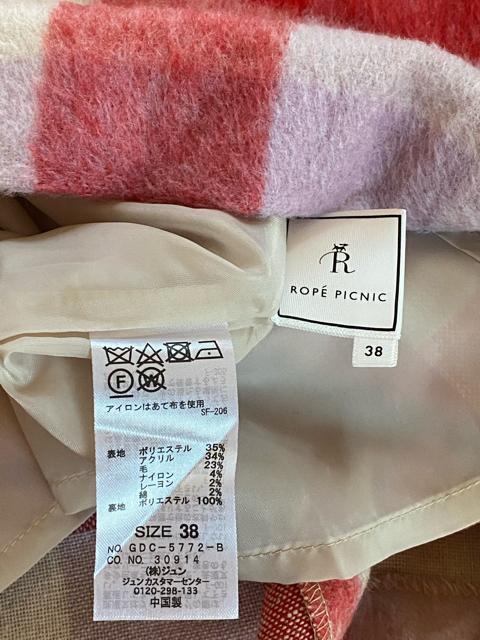 R
ROPÉ PICNIC
38
F W
アイロンはあて布を使用
SF-206
表地 ポリエステル 35%
アクリル 34%
毛 23%
ナイロン 4%
レーヨン 2%
綿 2%
裏地 ポリエステル 100%
SIZE 38
NO. GDC-5772-B
CO. NO. 30914
(株)ジュン
ジュンカスタマーセンター
0120-298-133
中国製